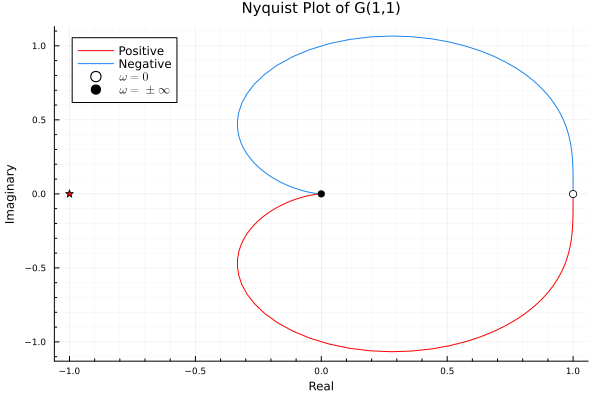 Nyquist Plot of G(1,1)
Positive
Negative
ω = 0
ω = ±∞
Imaginary
1.0
0.5
0.0
−0.5
−1.0
−1.0 −0.5 0.0 0.5 1.0
Real